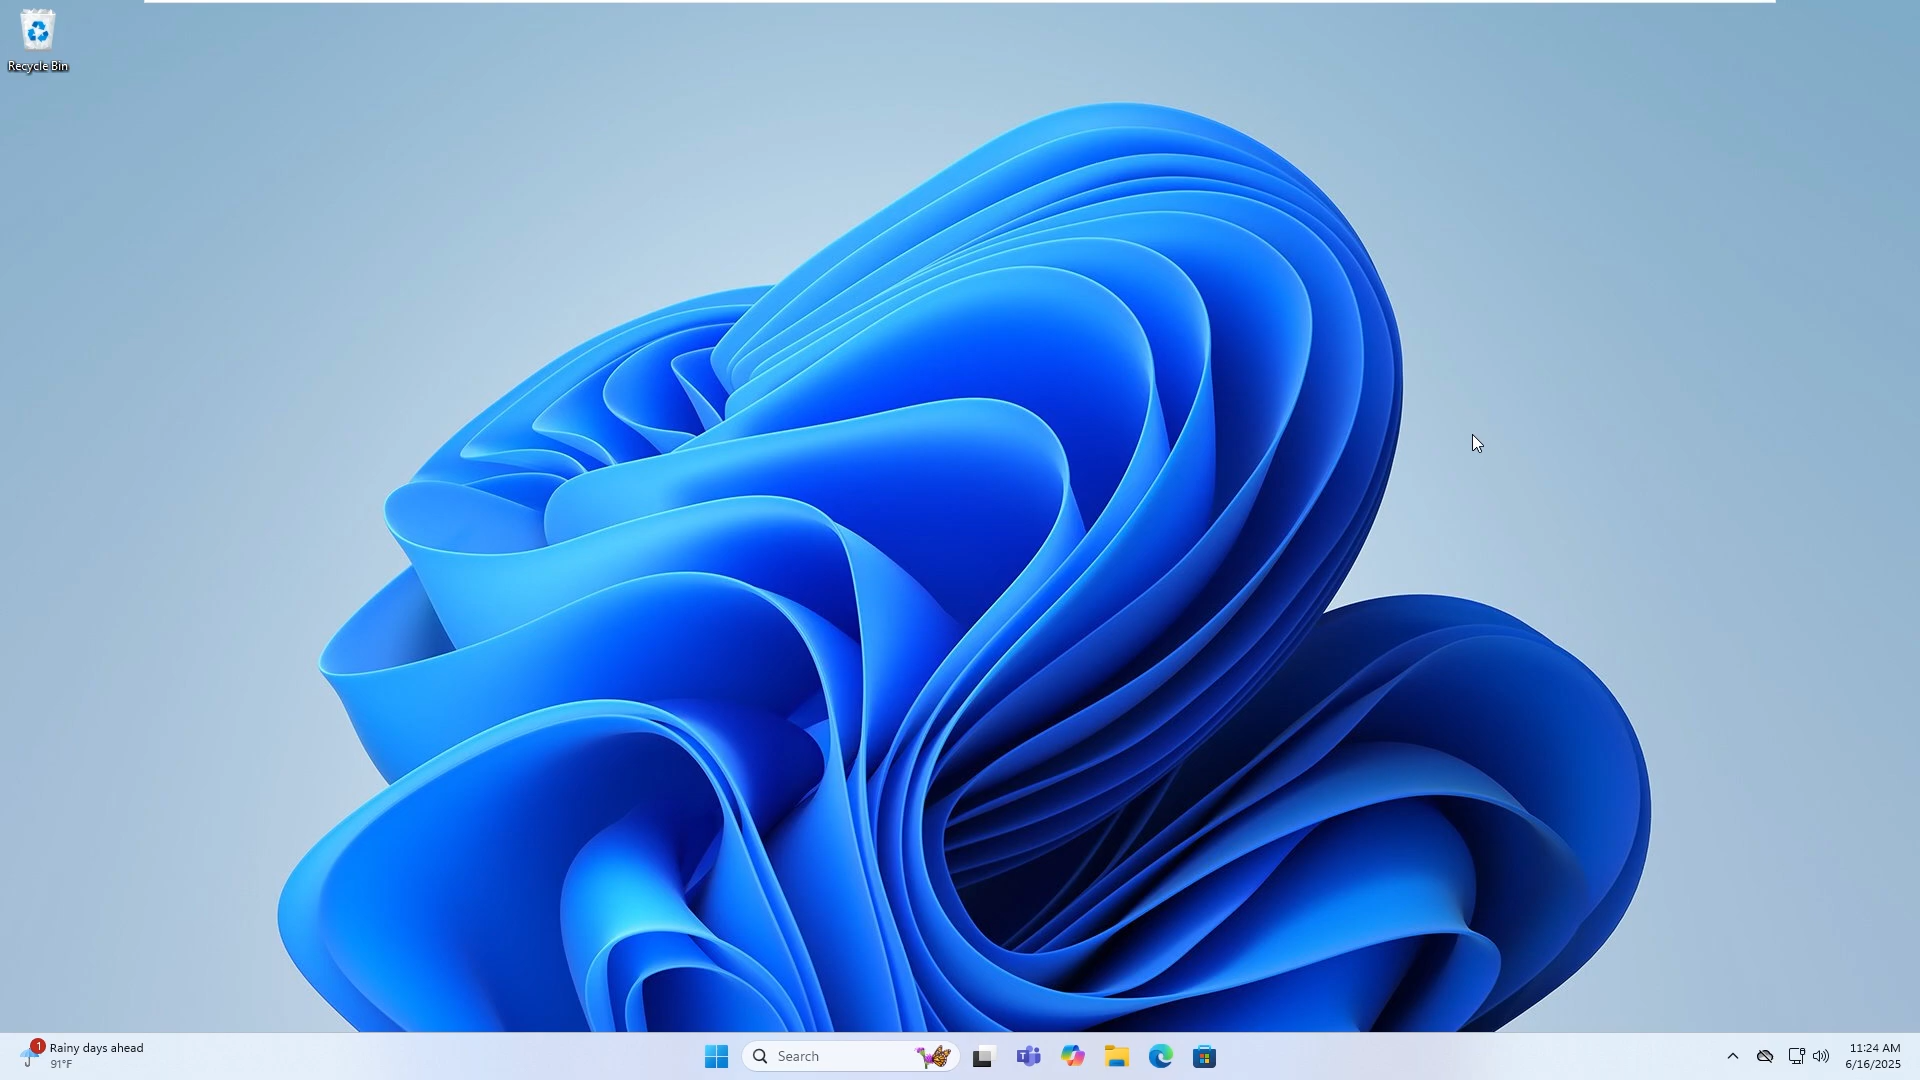 Recycle Bin
1
Rainy days ahead
91°F
Search
11:24 AM
6/16/2025